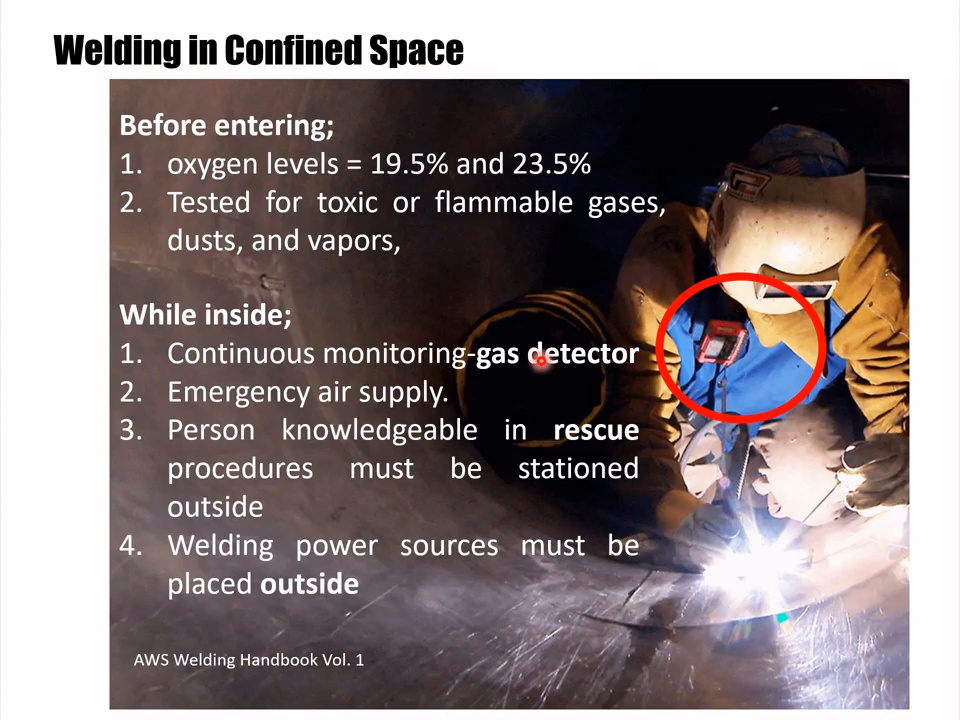 Welding in Confined Space
Before entering;
1. oxygen levels = 19.5% and 23.5%
2. Tested for toxic or flammable gases,
dusts, and vapors,
While inside;
1. Continuous monitoring-gas detector
2. Emergency air supply.
3. Person knowledgeable in rescue
procedures must be stationed
outside
4. Welding power sources must be
placed outside
AWS Welding Handbook Vol. 1